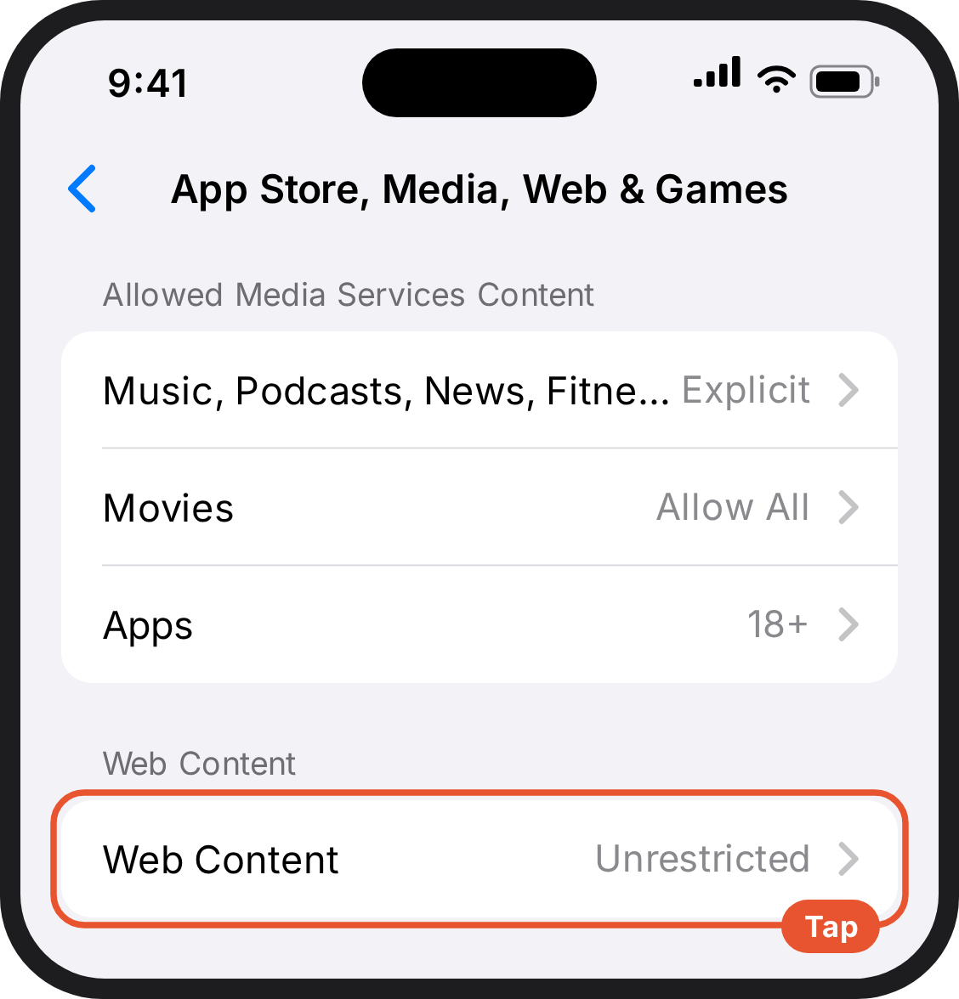 9:41
App Store, Media, Web & Games
Allowed Media Services Content
Music, Podcasts, News, Fitne... Explicit
Movies Allow All
Apps 18+
Web Content
Web Content Unrestricted
Tap